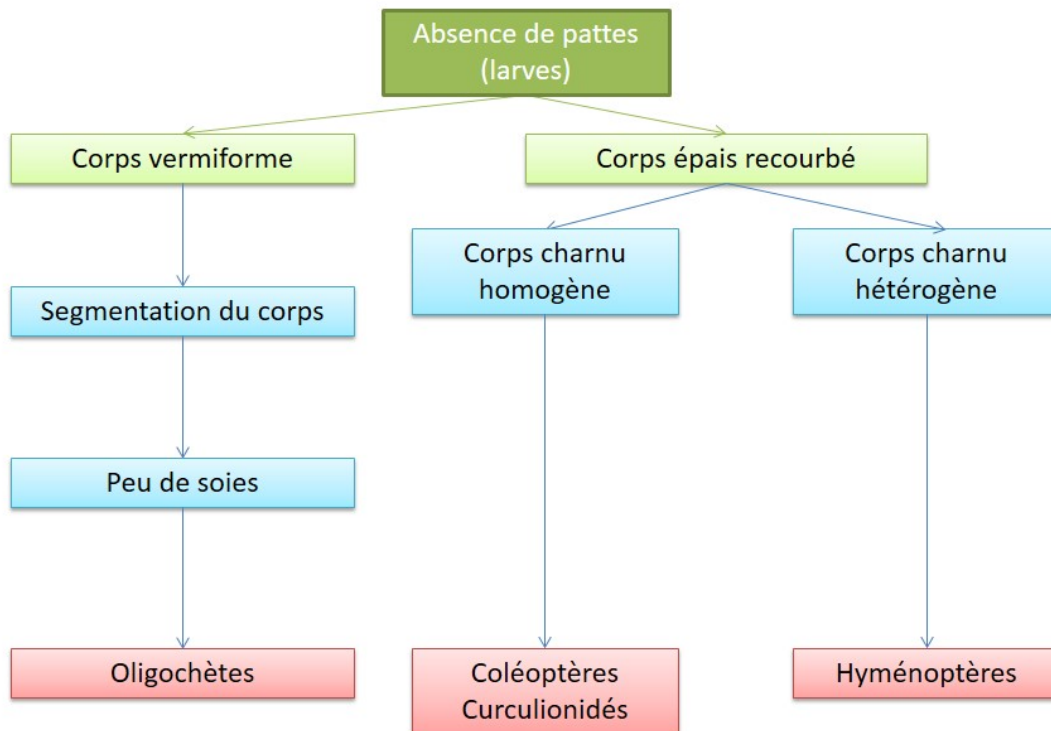 Absence de pattes
(larves)
Corps vermiforme
Corps épais recourbé
Corps charnu
homogène
Corps charnu
hétérogène
Segmentation du corps
Peu de soies
Oligochètes
Coléoptères
Curculionidés
Hyménoptères